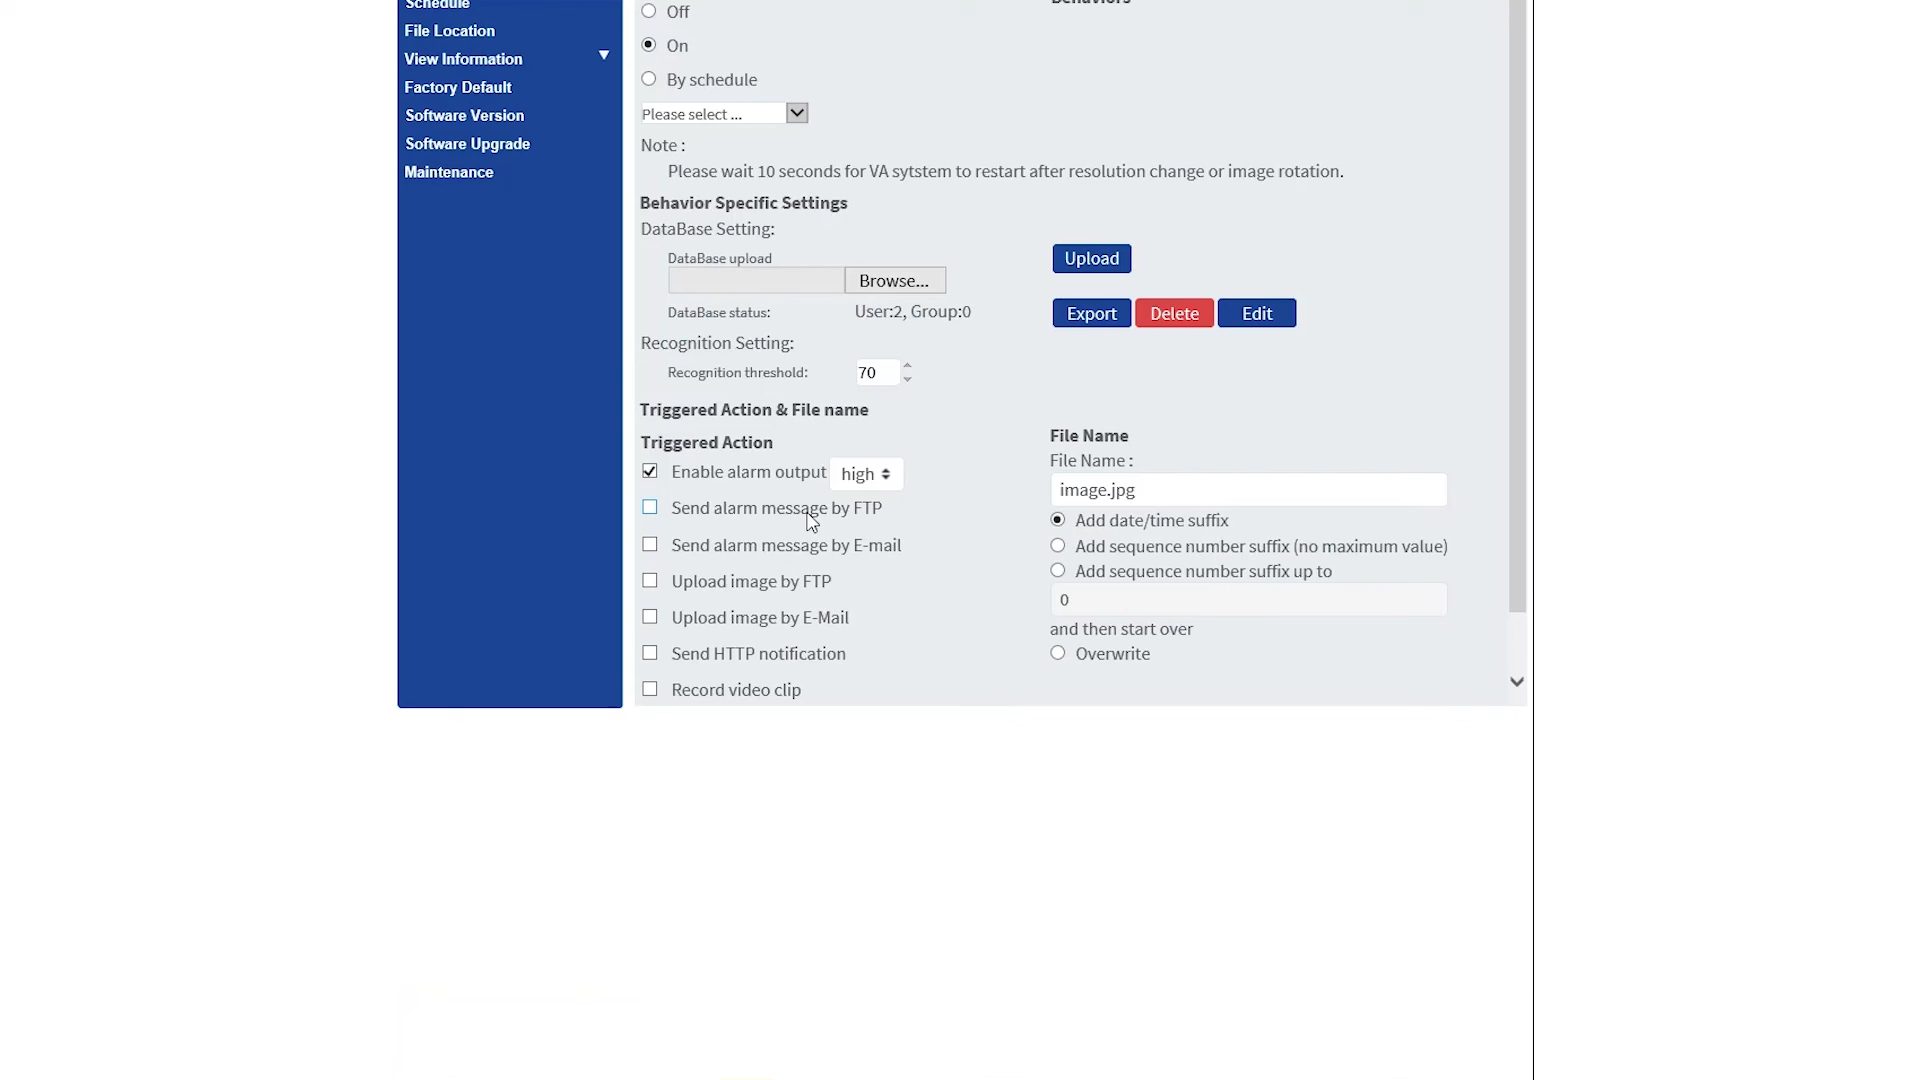 Schedule
File Location
View Information
Factory Default
Software Version
Software Upgrade
Maintenance
Behaviors
Off
On
By schedule
Please select ...
Note :
Please wait 10 seconds for VA sytstem to restart after resolution change or image rotation.
Behavior Specific Settings
DataBase Setting:
DataBase upload
Browse...
Upload
DataBase status:
User:2, Group:0
Export Delete Edit
Recognition Setting:
Recognition threshold:
70
Triggered Action & File name
Triggered Action
Enable alarm output high
Send alarm message by FTP
Send alarm message by E-mail
Upload image by FTP
Upload image by E-Mail
Send HTTP notification
Record video clip
File Name
File Name :
image.jpg
Add date/time suffix
Add sequence number suffix (no maximum value)
Add sequence number suffix up to
0
and then start over
Overwrite